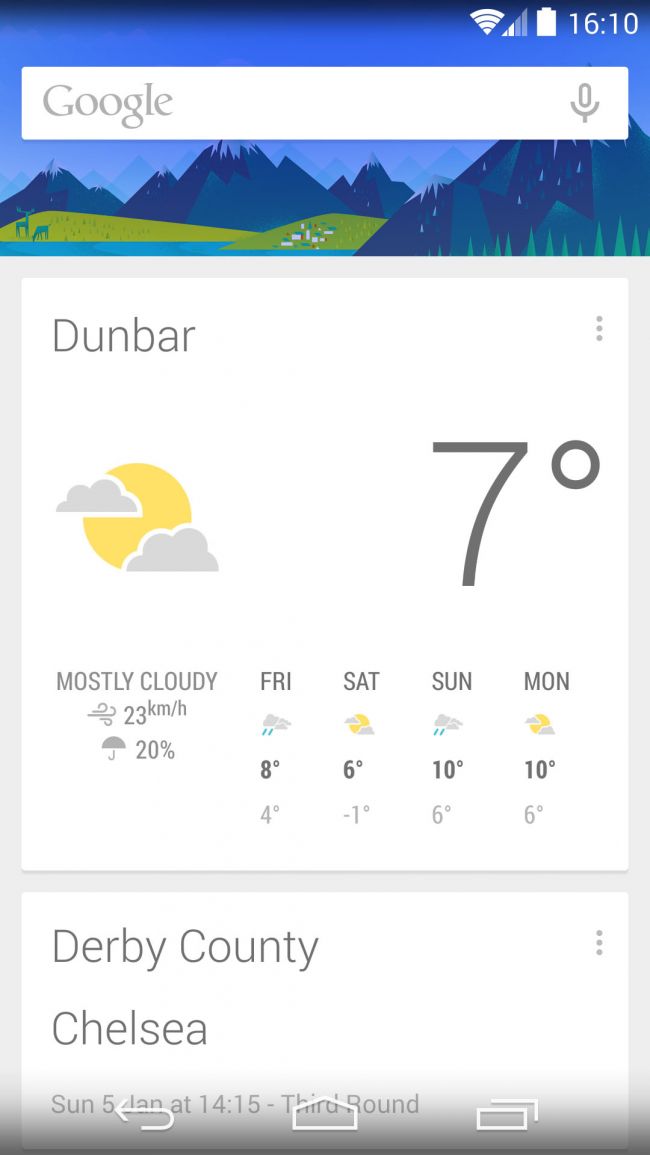 16:10
Google
Dunbar
7°
MOSTLY CLOUDY
23km/h
20%
FRI SAT SUN MON
8° 6° 10° 10°
4° -1° 6° 6°
Derby County
Chelsea
Sun 5 Jan at 14:15 - Third Round